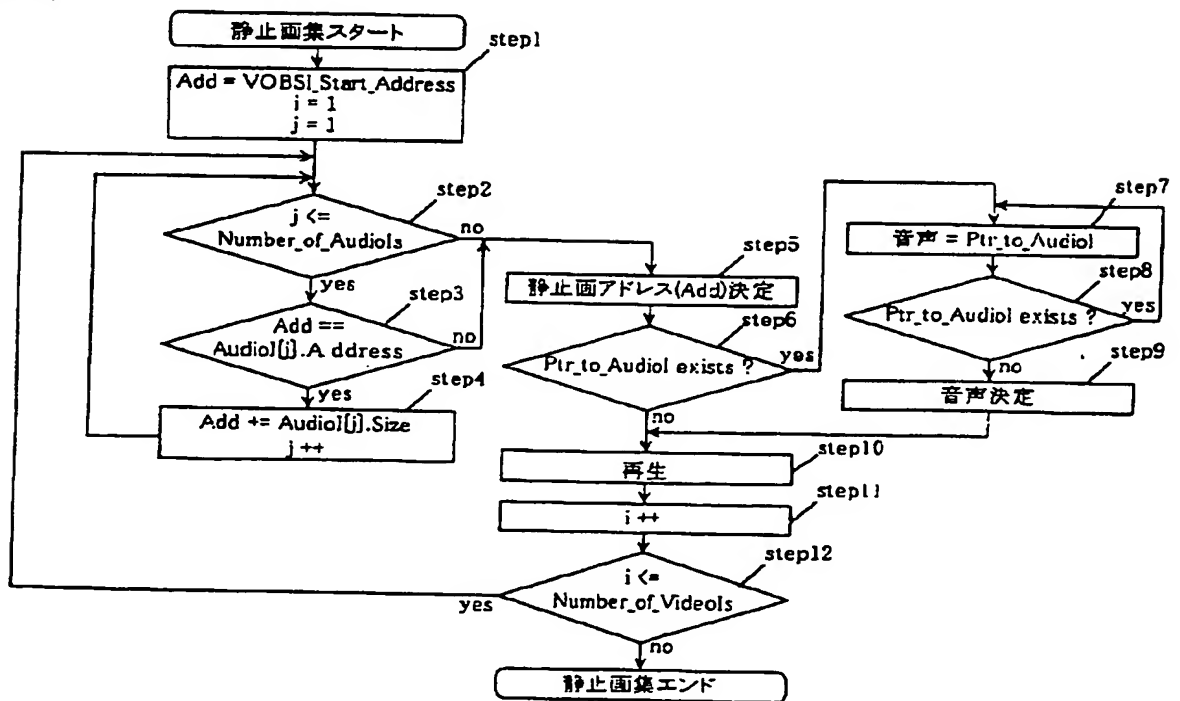 静止画集スタート
step1
Add = VOBSI_Start_Address
i = 1
j = 1
step2
j <=
Number_of_AudioIs
no
yes
step3
Add ==
AudioI[j].A ddress
no
yes
step4
Add += AudioI[j].Size
j ++
step5
静止画アドレス(Add)決定
step6
Ptr_to_AudioI exists ?
yes
no
step7
音声 = Ptr_to_AudioI
step8
Ptr_to_AudioI exists ?
yes
no
step9
音声決定
step10
再生
step11
i ++
step12
i <=
Number_of_VideoIs
yes
no
静止画集エンド